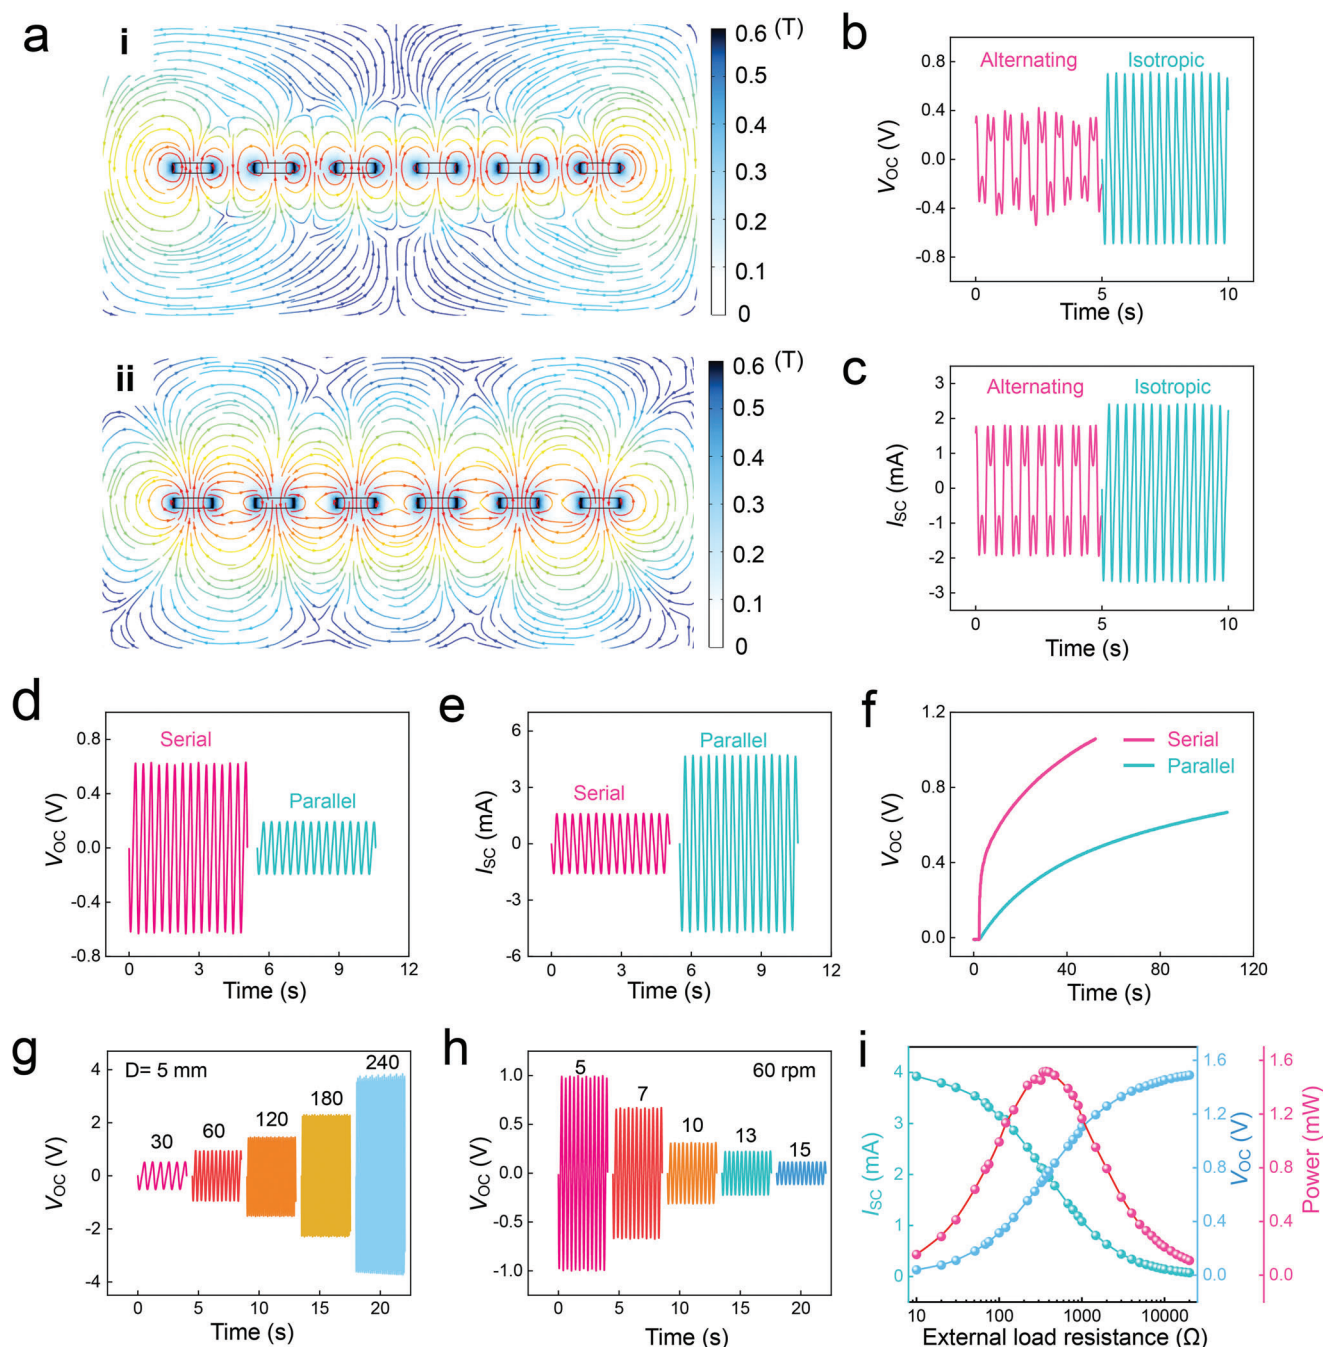 a
i
0.6 (T)
0.5
0.4
0.3
0.2
0.1
0
ii
0.6 (T)
0.5
0.4
0.3
0.2
0.1
0
b
Alternating Isotropic
0.8
0.4
0.0
-0.4
-0.8
VOC (V)
0 5 10
Time (s)
c
Alternating Isotropic
3
2
1
0
-1
-2
-3
ISC (mA)
0 5 10
Time (s)
d
Serial
Parallel
0.8
0.4
0.0
-0.4
-0.8
VOC (V)
0 3 6 9 12
Time (s)
e
Parallel
Serial
6
3
0
-3
-6
ISC (mA)
0 3 6 9 12
Time (s)
f
Serial
Parallel
1.2
0.8
0.4
0.0
VOC (V)
0 40 80 120
Time (s)
g
D= 5 mm
30 60 120 180 240
4
2
0
-2
-4
VOC (V)
0 5 10 15 20
Time (s)
h
60 rpm
5 7 10 13 15
1.0
0.5
0.0
-0.5
-1.0
VOC (V)
0 5 10 15 20
Time (s)
i
4
3
2
1
0
ISC (mA)
1.6
1.2
0.8
0.4
0.0
VOC (V)
1.6
1.2
0.8
0.4
0.0
Power (mW)
10 100 1000 10000
External load resistance (Ω)